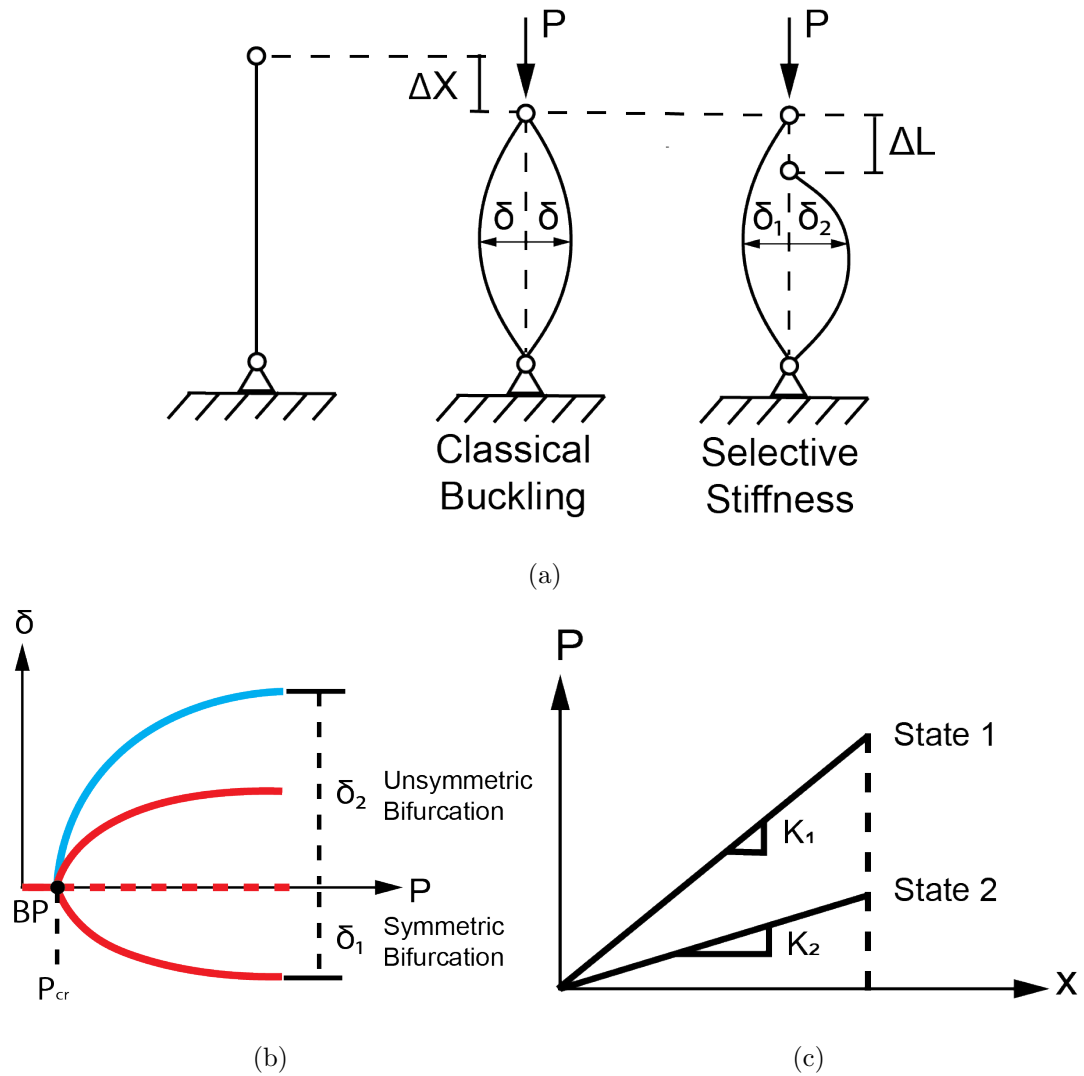 P
P
ΔX
ΔL
δ δ
δ₁ δ₂
Classical
Buckling
Selective
Stiffness
(a)
δ
δ₂
Unsymmetric
Bifurcation
BP
P
δ₁
Symmetric
Bifurcation
Pcr
(b)
P
State 1
K₁
State 2
K₂
x
(c)